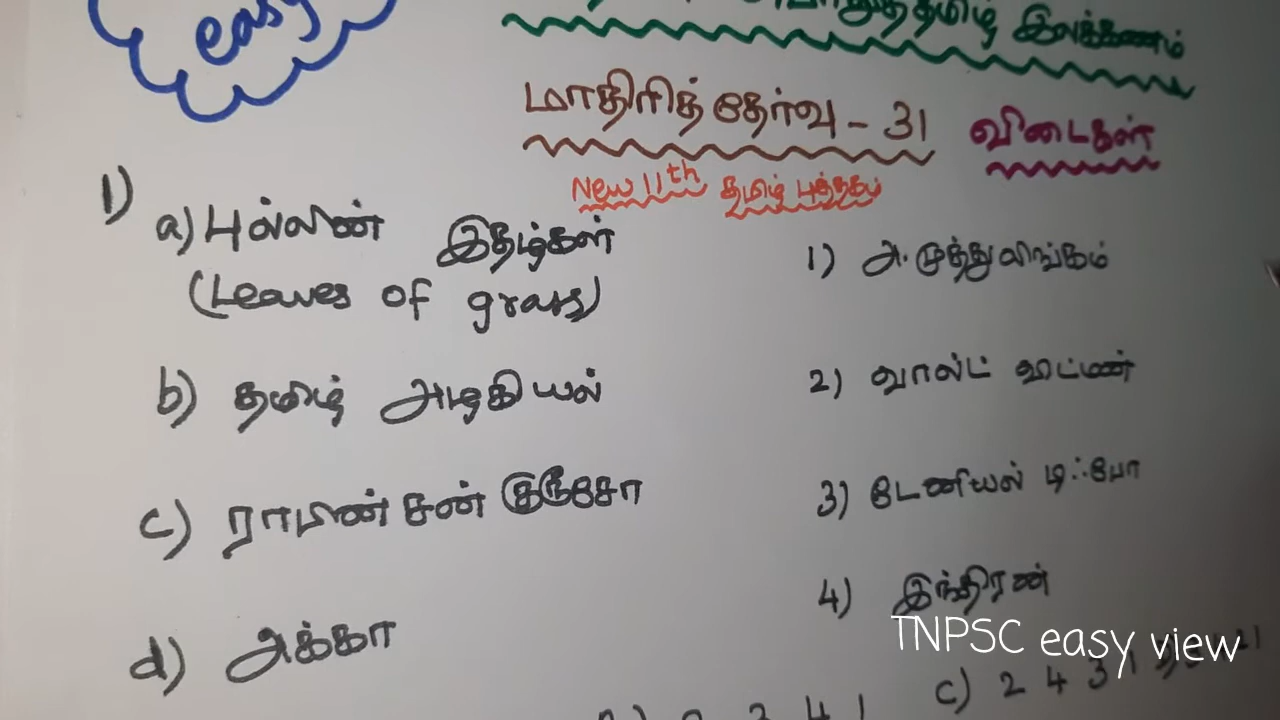 easy
தமிழ் இலக்கணம்
மாதிரித் தேர்வு - 31 விடைகள்
New 11th தமிழ் புத்தகம்
1) a) புல்லின் இதழ்கள் 1) அ. முத்துலிங்கம்
(Leaves of grass)
b) தமிழ் அழகியல் 2) வால்ட் விட்மன்
c) ராபின்சன் குரூசோ 3) டேனியல் டிஃபோ
d) அக்கா 4) இந்திரன்
TNPSC easy view
c) 2 4 3 1